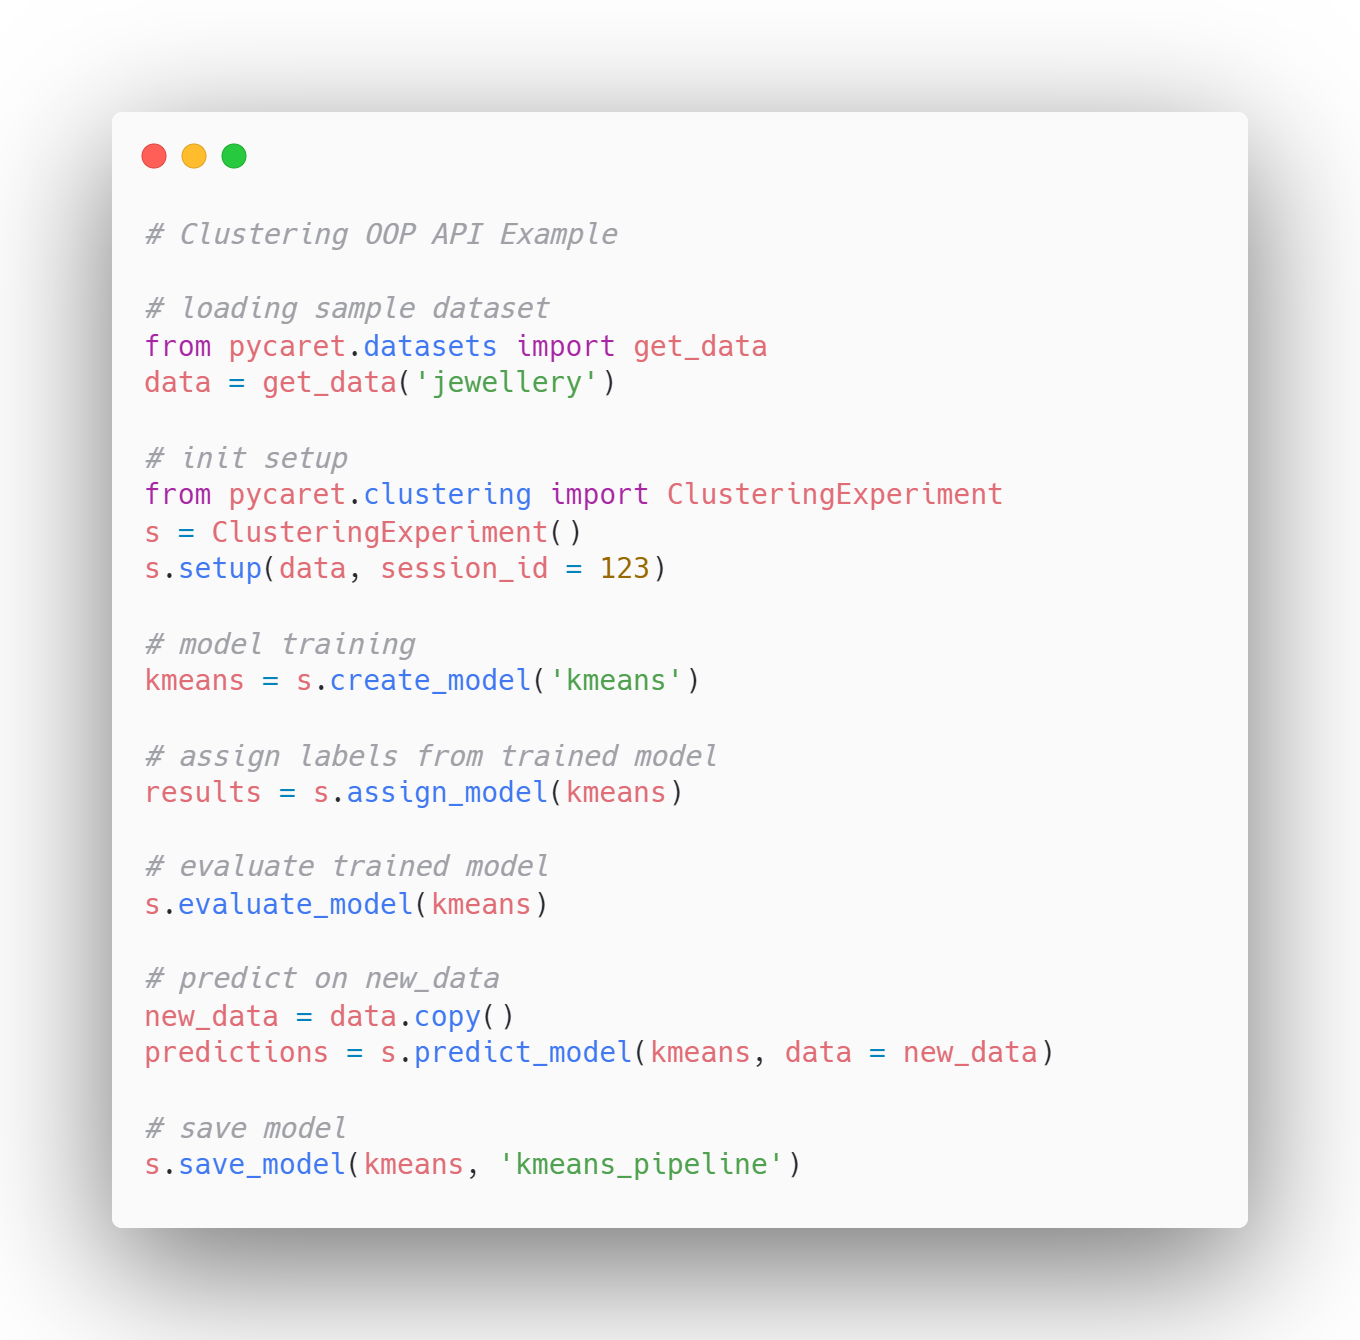 # Clustering OOP API Example
# loading sample dataset
from pycaret.datasets import get_data
data = get_data('jewellery')
# init setup
from pycaret.clustering import ClusteringExperiment
s = ClusteringExperiment()
s.setup(data, session_id = 123)
# model training
kmeans = s.create_model('kmeans')
# assign labels from trained model
results = s.assign_model(kmeans)
# evaluate trained model
s.evaluate_model(kmeans)
# predict on new_data
new_data = data.copy()
predictions = s.predict_model(kmeans, data = new_data)
# save model
s.save_model(kmeans, 'kmeans_pipeline')